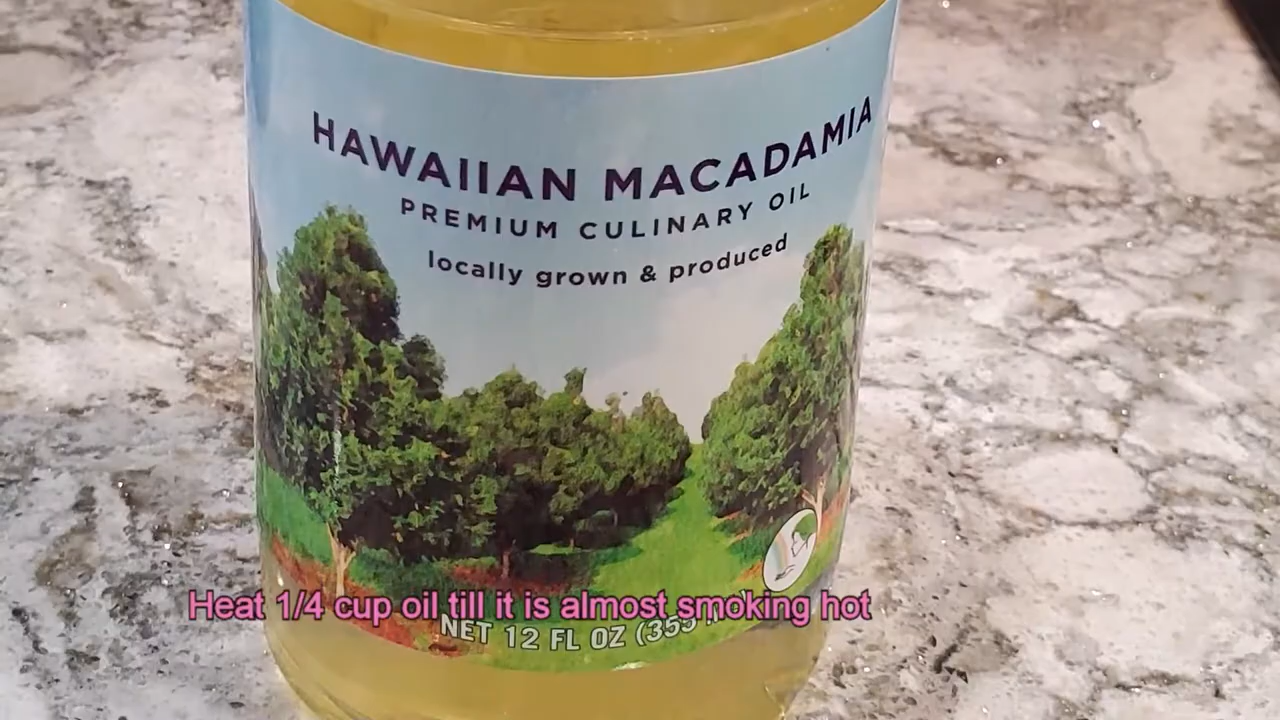 HAWAIIAN MACADAMIA
PREMIUM CULINARY OIL
locally grown & produced
Heat 1/4 cup oil till it is almost smoking hot
NET 12 FL OZ (355